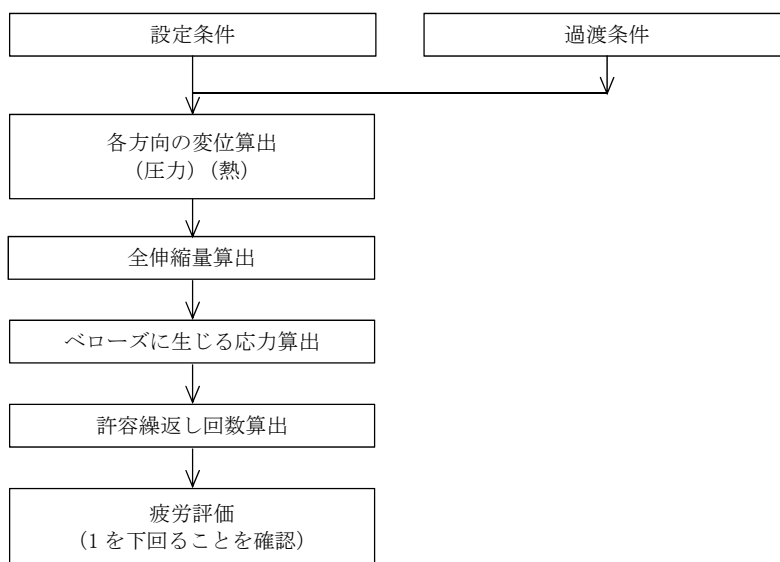 設定条件
過渡条件
各方向の変位算出
（圧力）（熱）
全伸縮量算出
ベローズに生じる応力算出
許容繰返し回数算出
疲労評価
（1 を下回ることを確認）